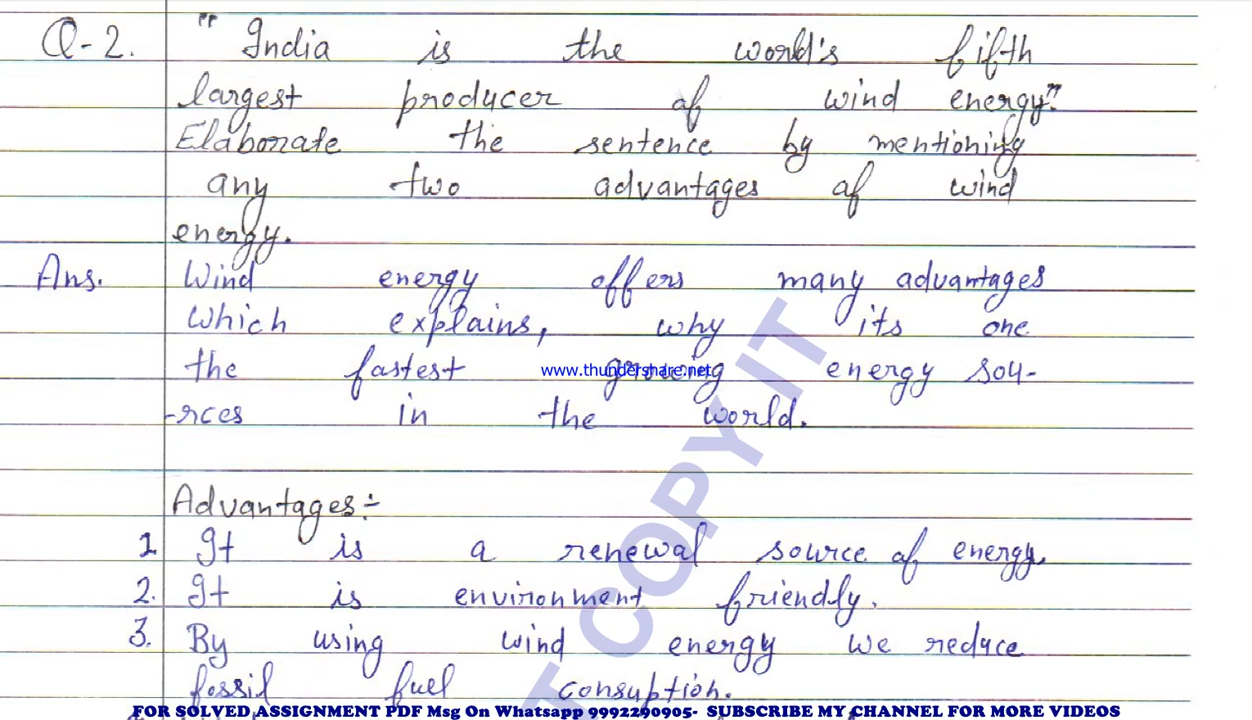 Q-2. " India is the world's fifth
largest producer of wind energy."
Elaborate the sentence by mentioning
any two advantages of wind
energy.
Ans. Wind energy offers many advantages
which explains, why its one
the fastest growing energy sou-
-rces in the world.
www.thundershare.net
Advantages:-
1 It is a renewal source of energy.
2. It is environment friendly.
3. By using wind energy we reduce
fossil fuel consuption.
T COPY IT
FOR SOLVED ASSIGNMENT PDF Msg On Whatsapp 9992290905- SUBSCRIBE MY CHANNEL FOR MORE VIDEOS